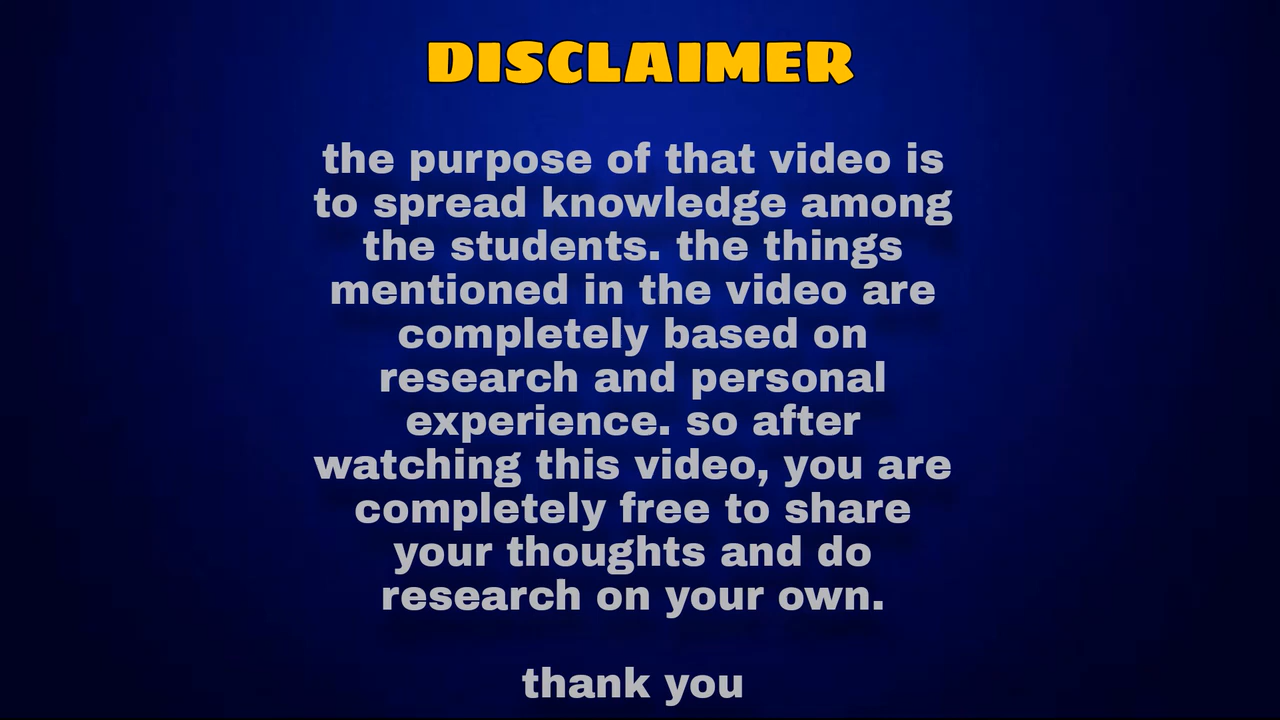 DISCLAIMER
the purpose of that video is
to spread knowledge among
the students. the things
mentioned in the video are
completely based on
research and personal
experience. so after
watching this video, you are
completely free to share
your thoughts and do
research on your own.
thank you